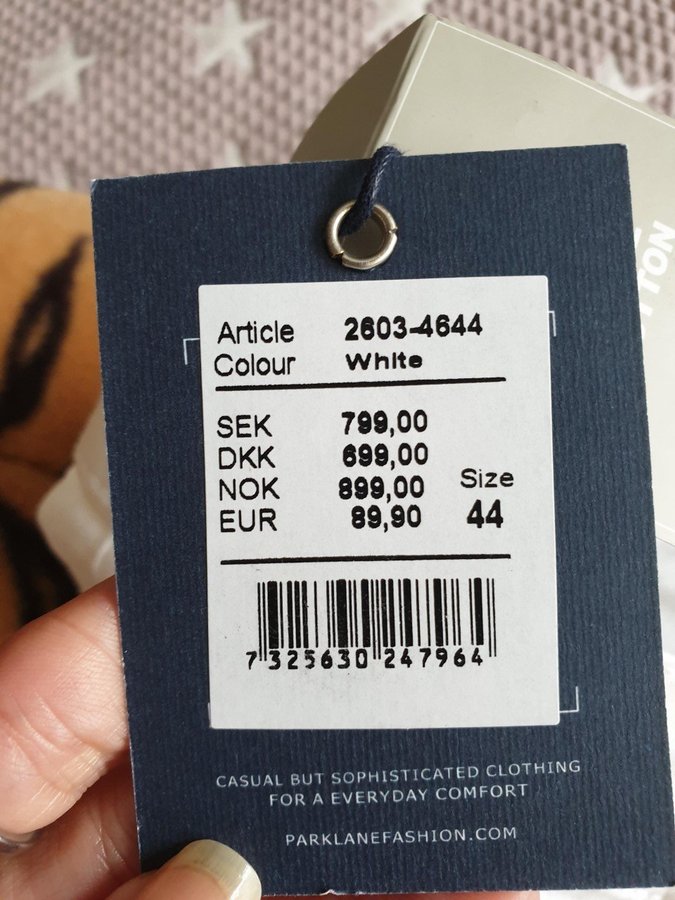 Article 2603-4644
Colour White
SEK 799,00
DKK 699,00
NOK 899,00
EUR 89,90
Size
44
7 325630 247964
CASUAL BUT SOPHISTICATED CLOTHING
FOR A EVERYDAY COMFORT
PARKLANEFASHION.COM